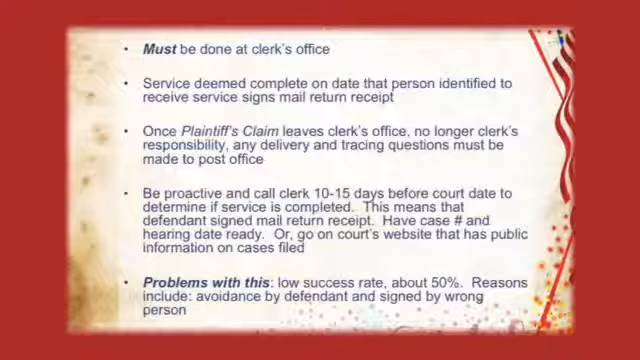 • Must be done at clerk's office
• Service deemed complete on date that person identified to
receive service signs mail return receipt
• Once Plaintiff's Claim leaves clerk's office, no longer clerk's
responsibility, any delivery and tracing questions must be
made to post office
• Be proactive and call clerk 10-15 days before court date to
determine if service is completed. This means that
defendant signed mail return receipt. Have case # and
hearing date ready. Or, go on court's website that has public
information on cases filed
• Problems with this: low success rate, about 50%. Reasons
include: avoidance by defendant and signed by wrong
person